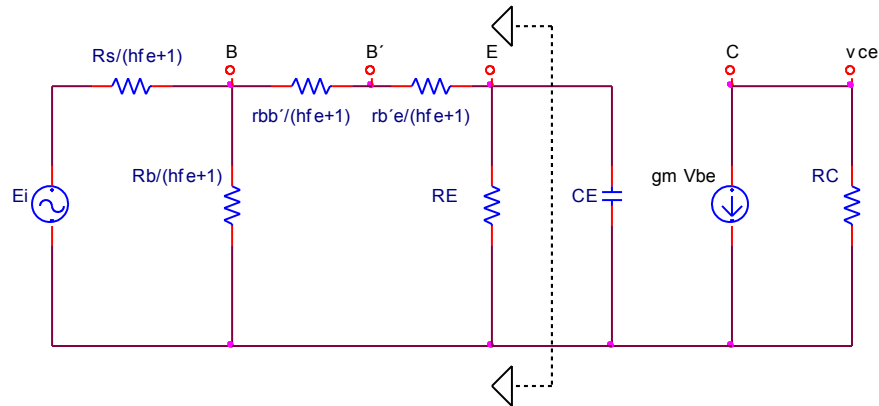 Rs/(hfe+1)
B
B´
E
C
vce
rbb´/(hfe+1)
rb´e/(hfe+1)
Ei
Rb/(hfe+1)
RE
CE
gm Vbe
RC